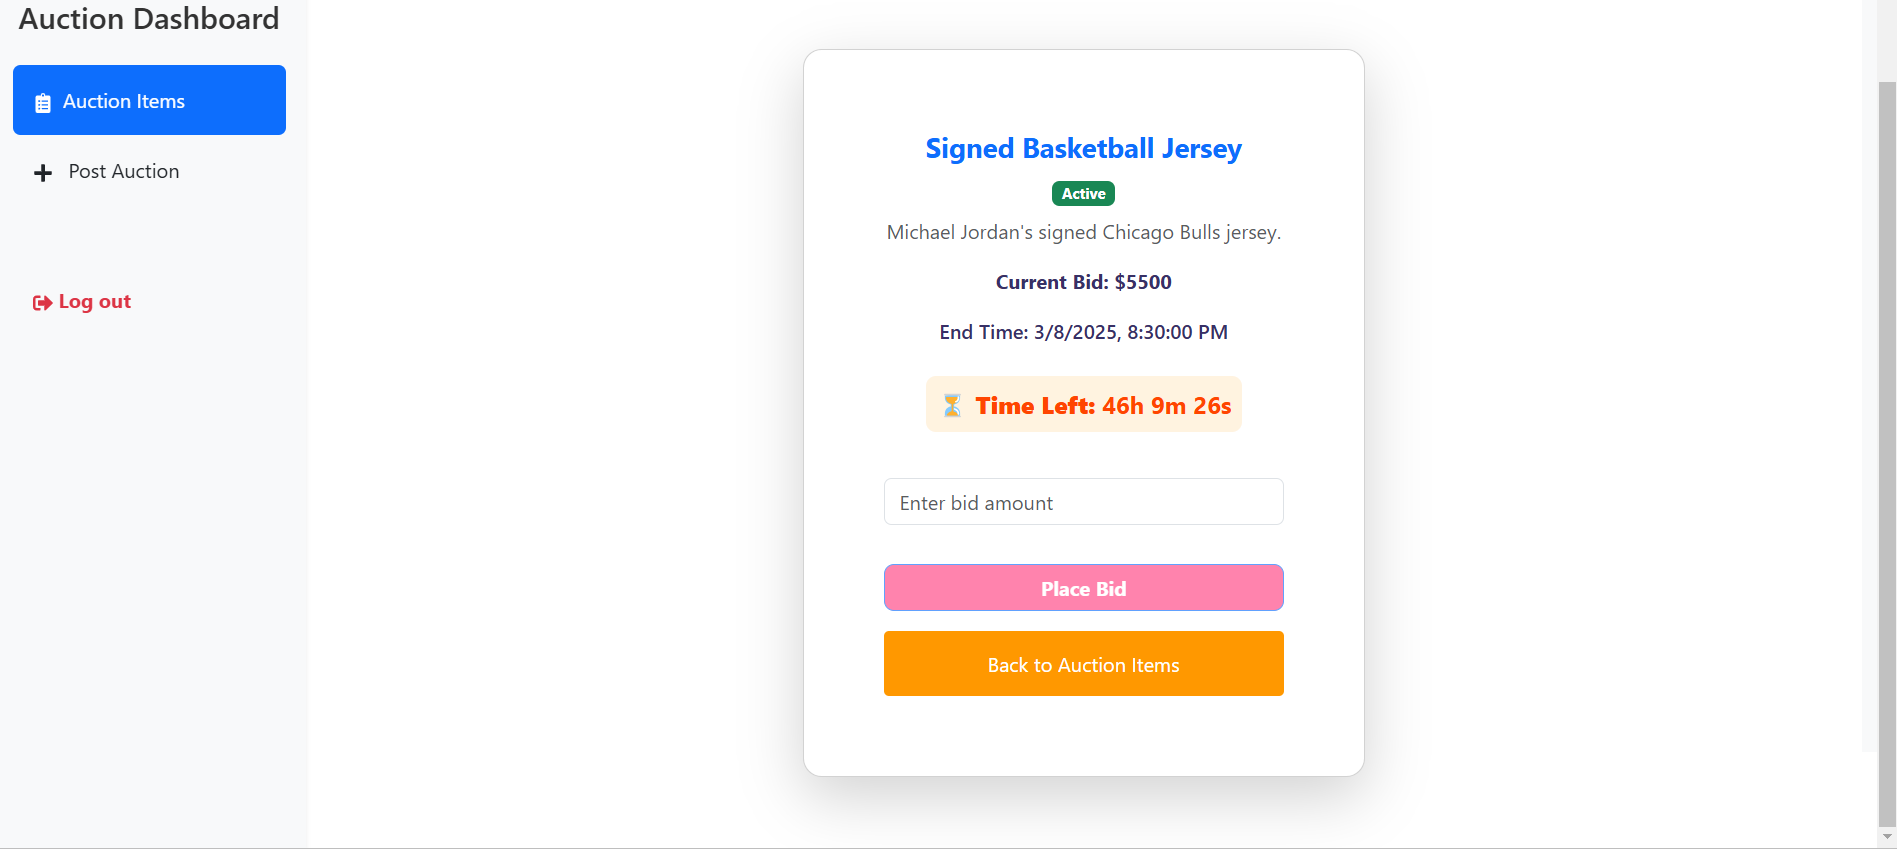 Auction Dashboard
Auction Items
Post Auction
Log out
Signed Basketball Jersey
Active
Michael Jordan's signed Chicago Bulls jersey.
Current Bid: $5500
End Time: 3/8/2025, 8:30:00 PM
⏳ Time Left: 46h 9m 26s
Enter bid amount
Place Bid
Back to Auction Items